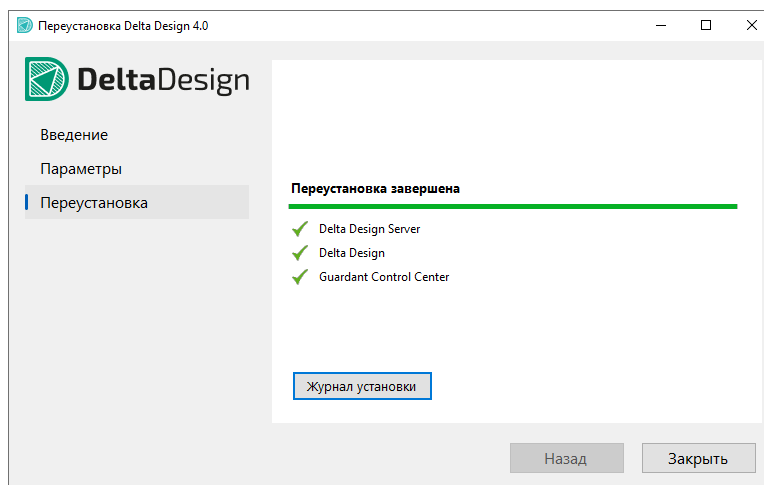 Переустановка Delta Design 4.0
DeltaDesign
Введение
Параметры
Переустановка
Переустановка завершена
Delta Design Server
Delta Design
Guardant Control Center
Журнал установки
Назад
Закрыть